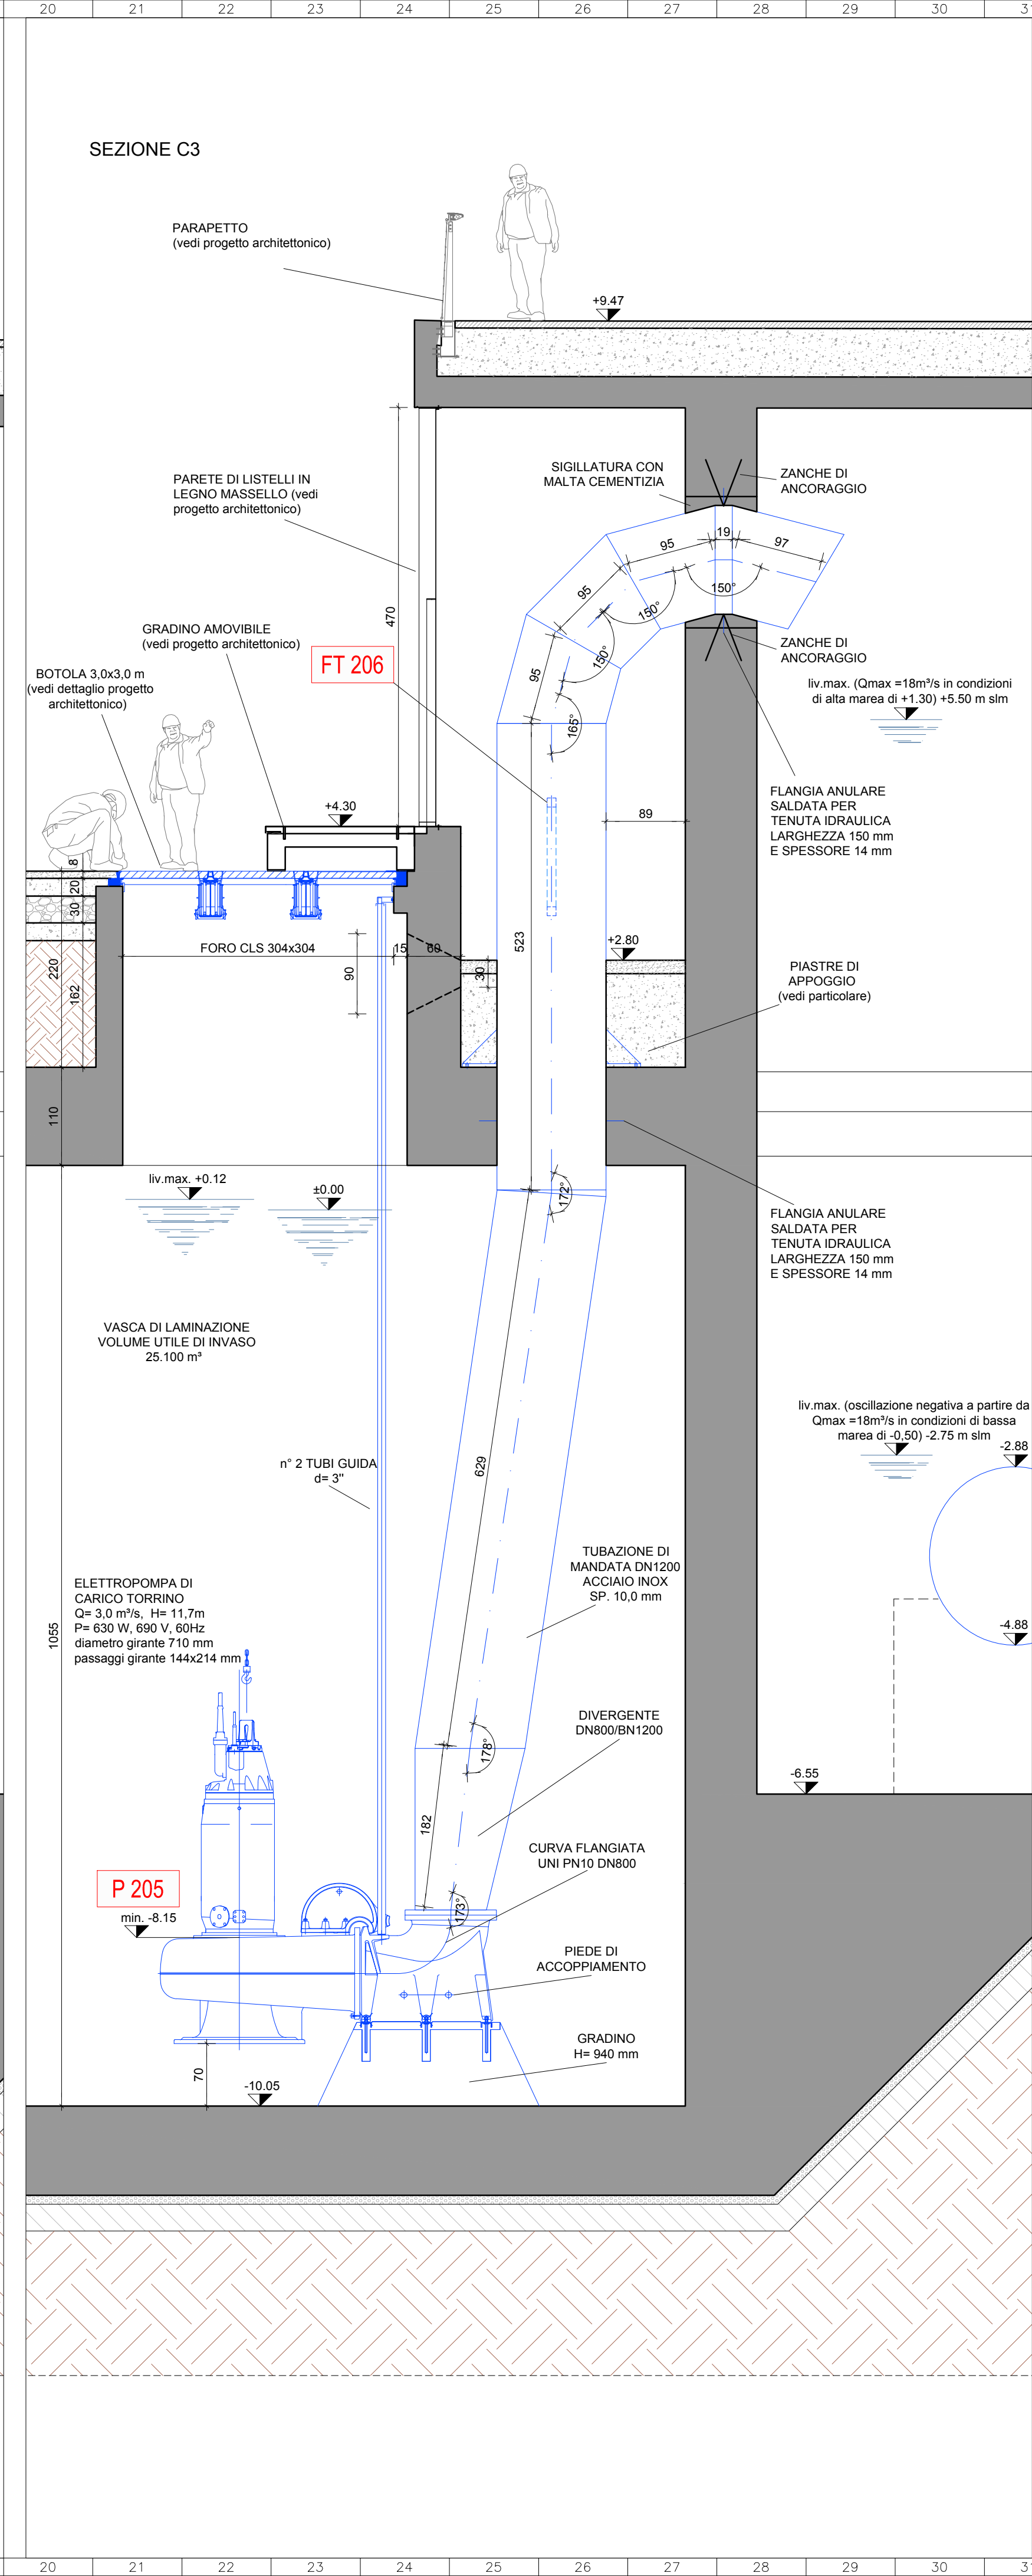 20 21 22 23 24 25 26 27 28 29 30 31
SEZIONE C3
PARAPETTO
(vedi progetto architettonico)
+9.47
PARETE DI LISTELLI IN
LEGNO MASSELLO (vedi
progetto architettonico)
SIGILLATURA CON
MALTA CEMENTIZIA
ZANCHE DI
ANCORAGGIO
95
19
97
150°
95
150°
150°
95
165°
470
GRADINO AMOVIBILE
(vedi progetto architettonico)
FT 206
ZANCHE DI
ANCORAGGIO
BOTOLA 3,0x3,0 m
(vedi dettaglio progetto
architettonico)
liv.max. (Qmax =18m³/s in condizioni
di alta marea di +1.30) +5.50 m slm
FLANGIA ANULARE
SALDATA PER
TENUTA IDRAULICA
LARGHEZZA 150 mm
E SPESSORE 14 mm
+4.30
89
8
20
30
220
162
FORO CLS 304x304
15
60
90
30
523
+2.80
PIASTRE DI
APPOGGIO
(vedi particolare)
110
liv.max. +0.12
±0.00
172°
FLANGIA ANULARE
SALDATA PER
TENUTA IDRAULICA
LARGHEZZA 150 mm
E SPESSORE 14 mm
VASCA DI LAMINAZIONE
VOLUME UTILE DI INVASO
25.100 m³
liv.max. (oscillazione negativa a partire da
Qmax =18m³/s in condizioni di bassa
marea di -0,50) -2.75 m slm
-2.88
n° 2 TUBI GUIDA
d= 3"
629
TUBAZIONE DI
MANDATA DN1200
ACCIAIO INOX
SP. 10,0 mm
ELETTROPOMPA DI
CARICO TORRINO
Q= 3,0 m³/s, H= 11,7m
P= 630 W, 690 V, 60Hz
diametro girante 710 mm
passaggi girante 144x214 mm
1055
-4.88
DIVERGENTE
DN800/BN1200
178°
-6.55
182
CURVA FLANGIATA
UNI PN10 DN800
P 205
min. -8.15
173°
PIEDE DI
ACCOPPIAMENTO
GRADINO
H= 940 mm
70
-10.05
20 21 22 23 24 25 26 27 28 29 30 31